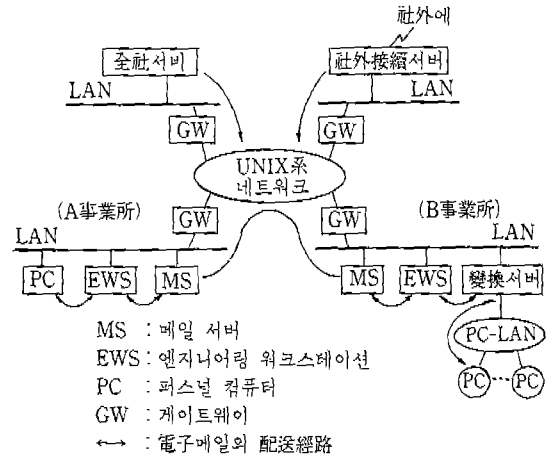 社外에
全社서비
社外接續서버
LAN
LAN
GW
GW
UNIX系
네트워크
(A事業所)
(B事業所)
GW
GW
LAN
LAN
PC
EWS
MS
MS
EWS
變換서버
PC-LAN
PC
PC
MS : 메일 서버
EWS : 엔지니어링 워크스테이션
PC : 퍼스널 컴퓨터
GW : 게이트웨이
↔ : 電子메일의 配送經路